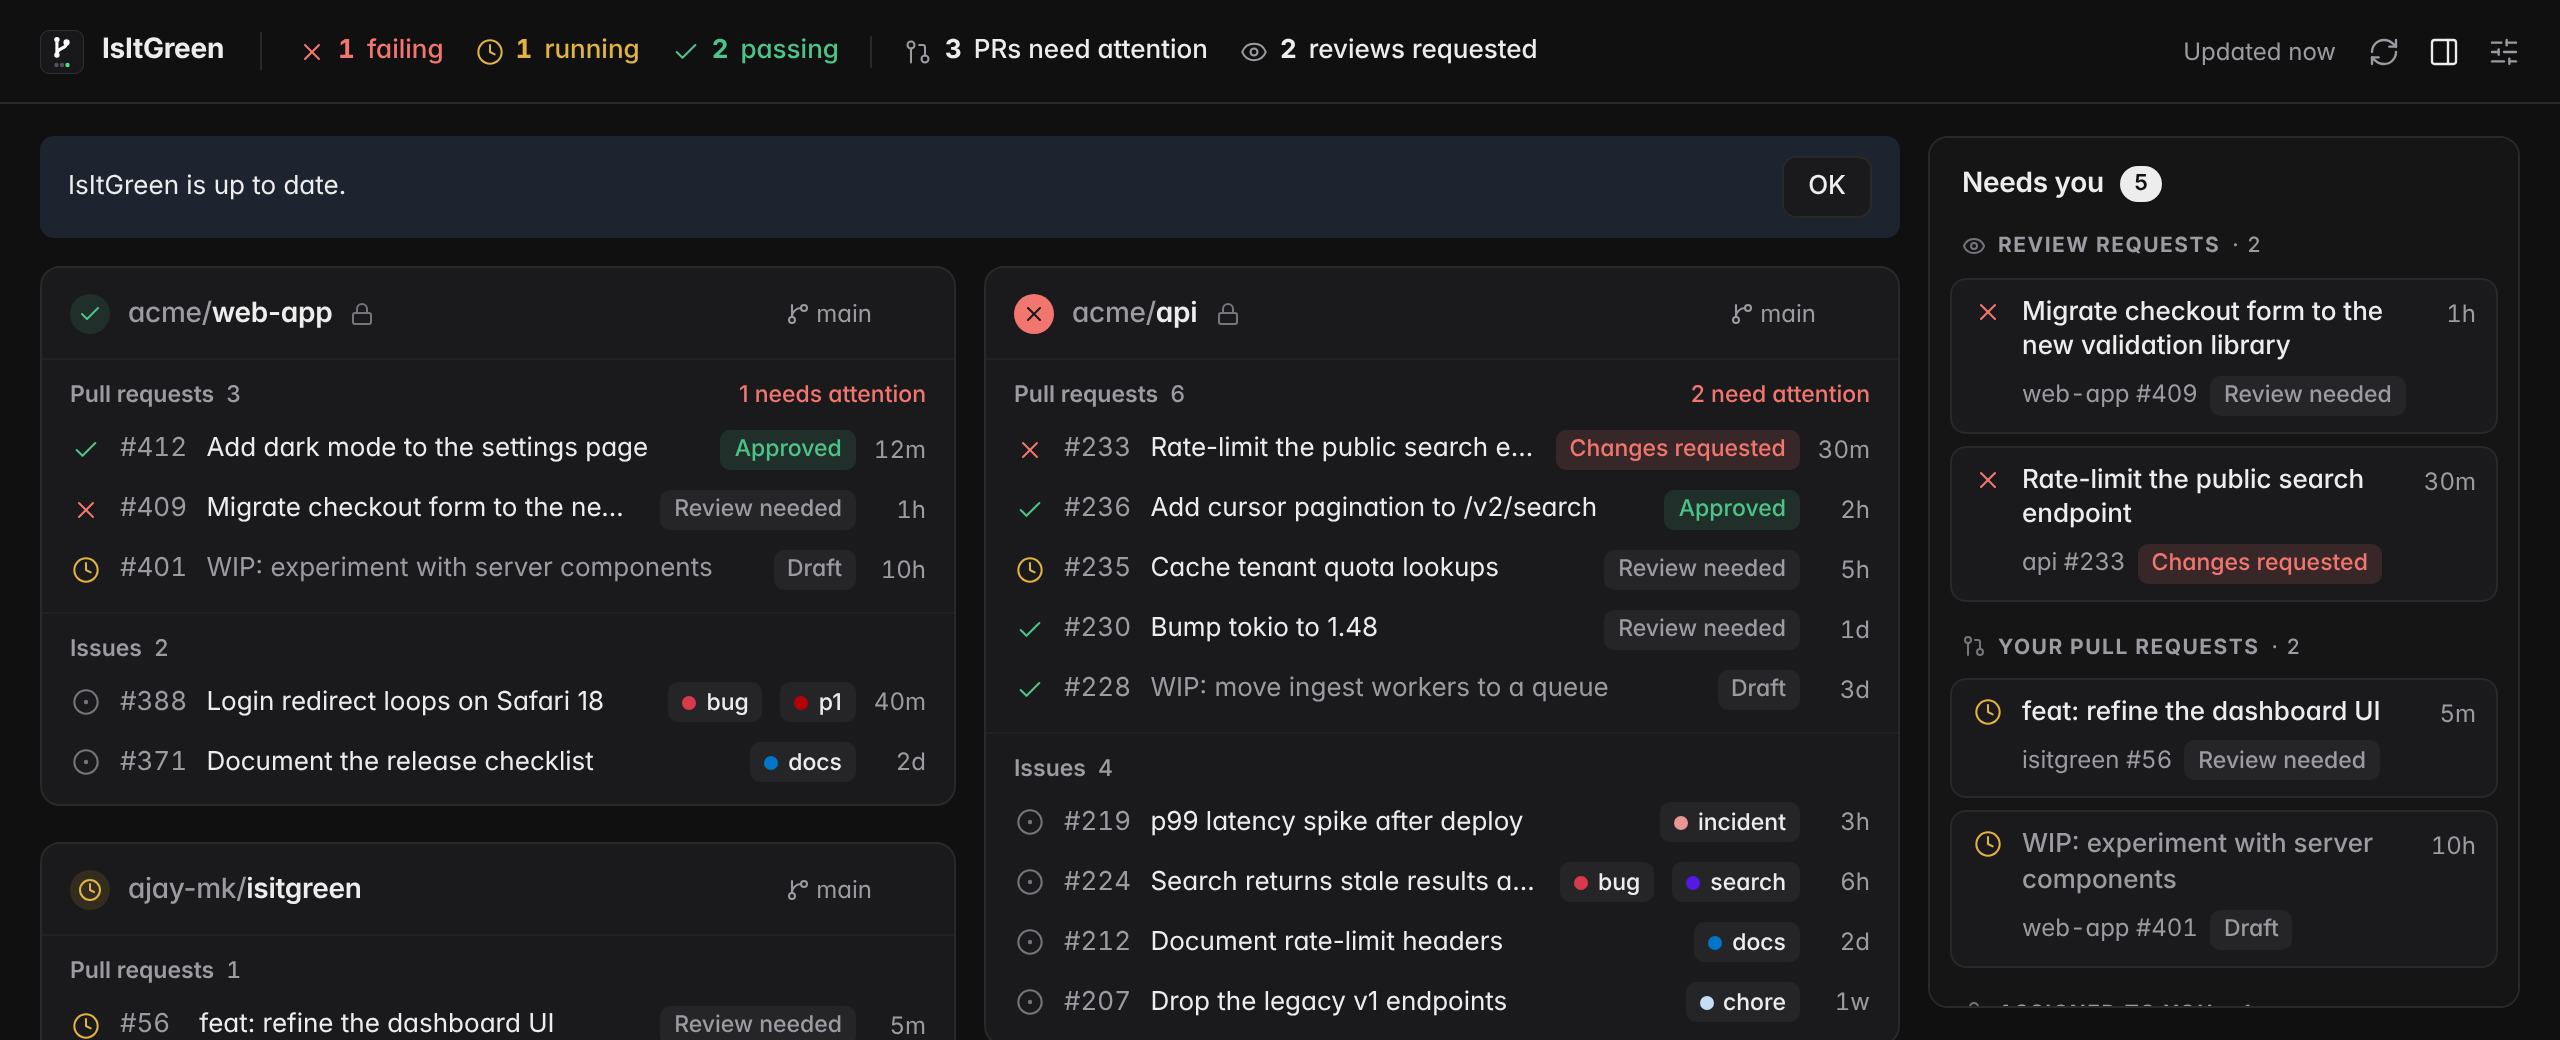 IsItGreen 1 failing 1 running 2 passing 3 PRs need attention 2 reviews requested Updated now
IsItGreen is up to date. OK
acme/web-app main
Pull requests 3 1 needs attention
#412 Add dark mode to the settings page Approved 12m
#409 Migrate checkout form to the ne... Review needed 1h
#401 WIP: experiment with server components Draft 10h
Issues 2
#388 Login redirect loops on Safari 18 bug p1 40m
#371 Document the release checklist docs 2d
ajay-mk/isitgreen main
Pull requests 1
#56 feat: refine the dashboard UI Review needed 5m
acme/api main
Pull requests 6 2 need attention
#233 Rate-limit the public search e... Changes requested 30m
#236 Add cursor pagination to /v2/search Approved 2h
#235 Cache tenant quota lookups Review needed 5h
#230 Bump tokio to 1.48 Review needed 1d
#228 WIP: move ingest workers to a queue Draft 3d
Issues 4
#219 p99 latency spike after deploy incident 3h
#224 Search returns stale results a... bug search 6h
#212 Document rate-limit headers docs 2d
#207 Drop the legacy v1 endpoints chore 1w
Needs you 5
REVIEW REQUESTS · 2
Migrate checkout form to the 1h
new validation library
web-app #409 Review needed
Rate-limit the public search 30m
endpoint
api #233 Changes requested
YOUR PULL REQUESTS · 2
feat: refine the dashboard UI 5m
isitgreen #56 Review needed
WIP: experiment with server 10h
components
web-app #401 Draft